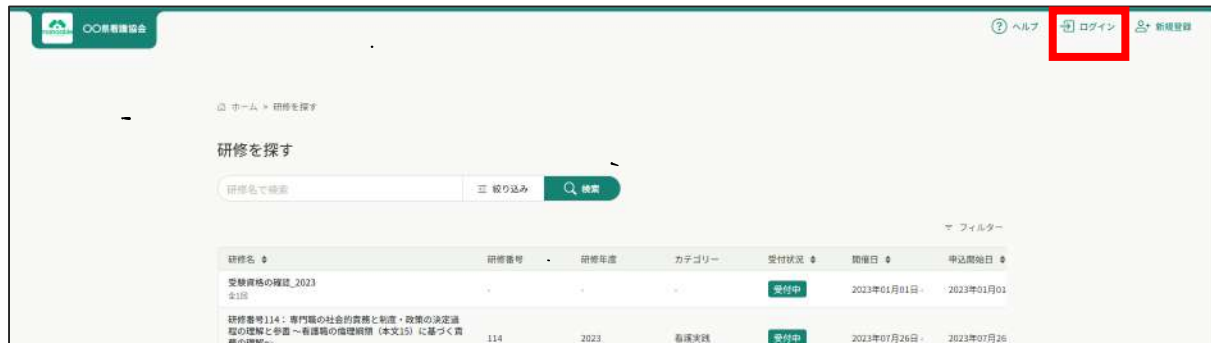 〇〇県看護協会
ヘルプ
ログイン
新規登録
ホーム > 研修を探す
研修を探す
研修名で検索
絞り込み
検索
フィルター
研修名 研修番号 研修年度 カテゴリー 受付状況 開催日 申込開始日
受験資格の確認_2023
全1回
- - - 受付中 2023年01月01日 - 2023年01月01
研修番号114：専門職の社会的責務と制度・政策の決定過
程の理解と参画～看護職の倫理綱領（本文15）に基づく責
務の理解～
114 2023 看護実践 受付中 2023年07月26日 - 2023年07月26